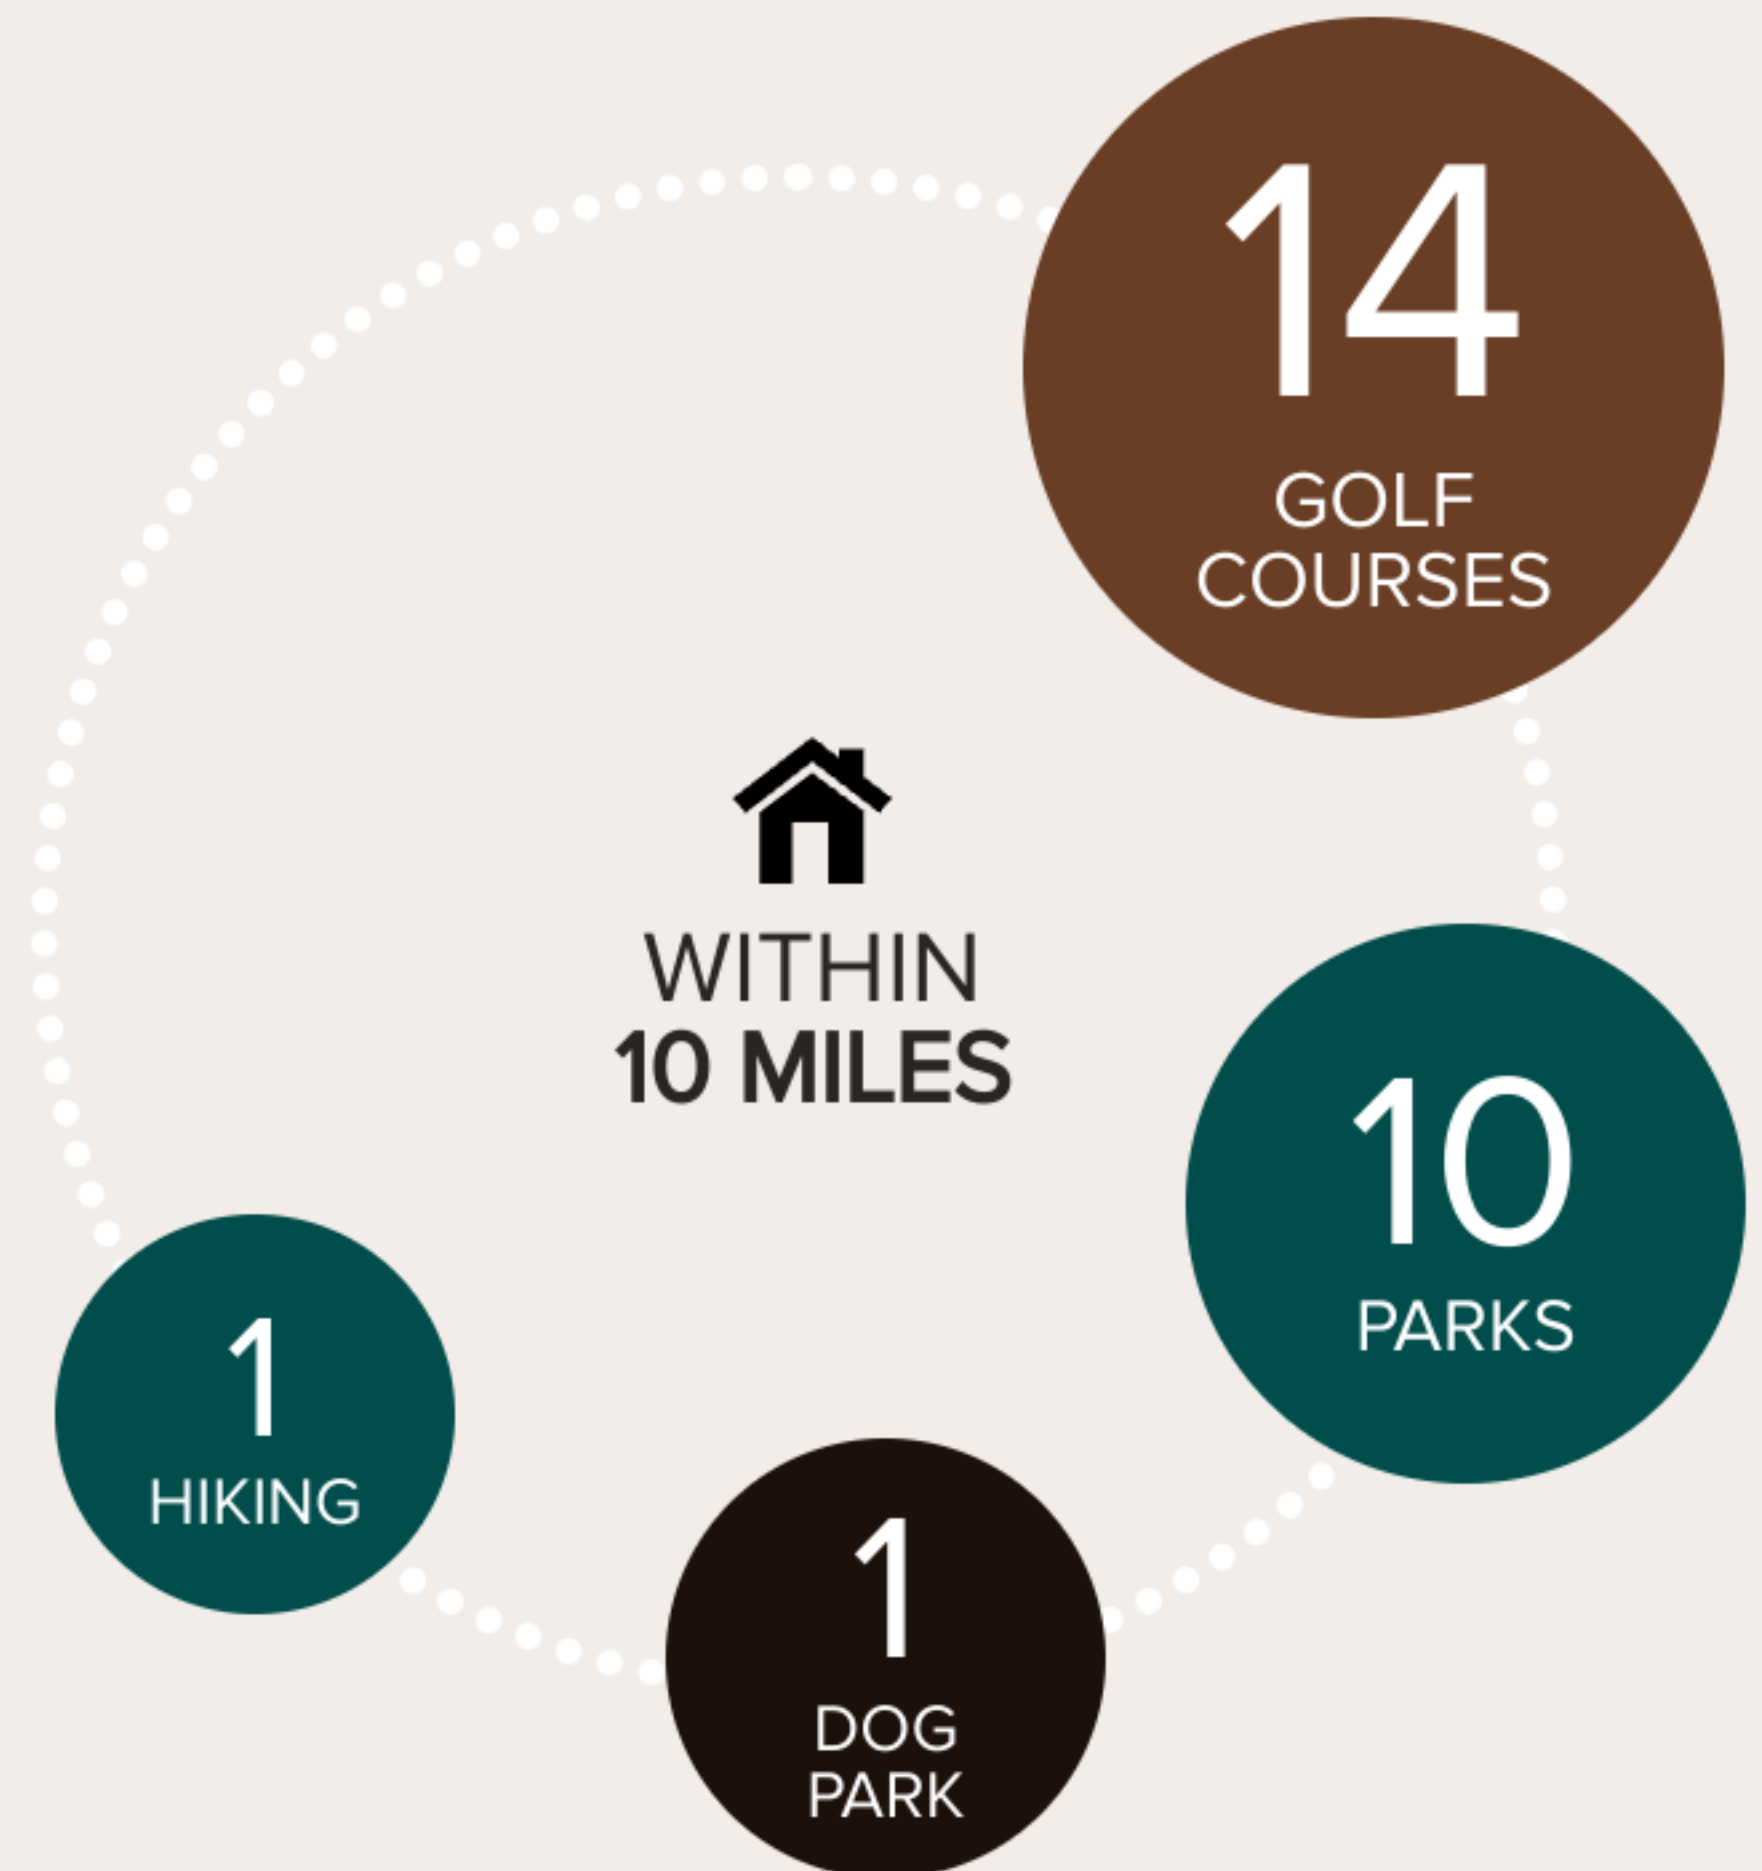 14
GOLF
COURSES
WITHIN
10 MILES
10
PARKS
1
HIKING
1
DOG
PARK